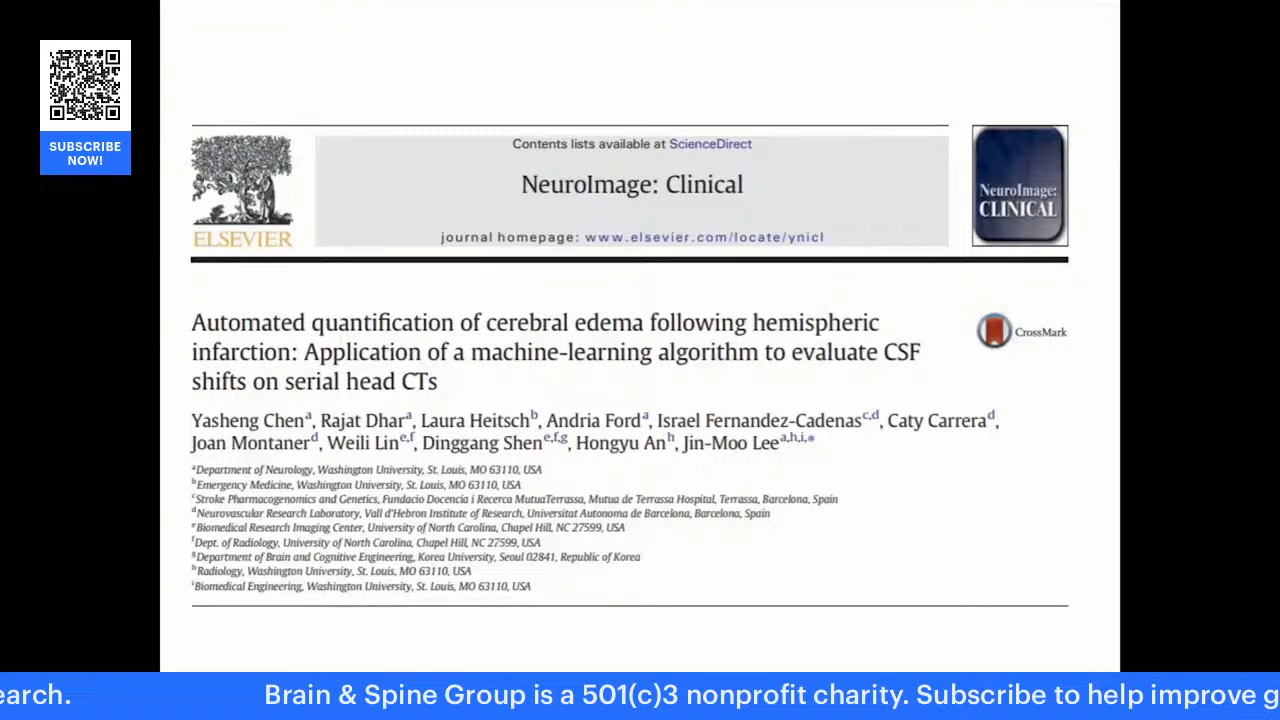 SUBSCRIBE
NOW!
Contents lists available at ScienceDirect
NeuroImage: Clinical
journal homepage: www.elsevier.com/locate/ynicl
ELSEVIER
NeuroImage:
CLINICAL
Automated quantification of cerebral edema following hemispheric
infarction: Application of a machine-learning algorithm to evaluate CSF
shifts on serial head CTs
CrossMark
Yasheng Chenᵃ, Rajat Dharᵃ, Laura Heitschᵇ, Andria Fordᵃ, Israel Fernandez-Cadenasᶜ,ᵈ, Caty Carreraᵈ,
Joan Montanerᵈ, Weili Linᵉ,ᶠ, Dinggang Shenᵉ,ᶠ,ᵍ, Hongyu Anʰ, Jin-Moo Leeᵃ,ʰ,ⁱ,*
ᵃDepartment of Neurology, Washington University, St. Louis, MO 63110, USA
ᵇEmergency Medicine, Washington University, St. Louis, MO 63110, USA
ᶜStroke Pharmacogenomics and Genetics, Fundacio Docencia i Recerca MutuaTerrassa, Mutua de Terrassa Hospital, Terrassa, Barcelona, Spain
ᵈNeurovascular Research Laboratory, Vall d'Hebron Institute of Research, Universitat Autonoma de Barcelona, Barcelona, Spain
ᵉBiomedical Research Imaging Center, University of North Carolina, Chapel Hill, NC 27599, USA
ᶠDept. of Radiology, University of North Carolina, Chapel Hill, NC 27599, USA
ᵍDepartment of Brain and Cognitive Engineering, Korea University, Seoul 02841, Republic of Korea
ʰRadiology, Washington University, St. Louis, MO 63110, USA
ⁱBiomedical Engineering, Washington University, St. Louis, MO 63110, USA
earch. Brain & Spine Group is a 501(c)3 nonprofit charity. Subscribe to help improve g